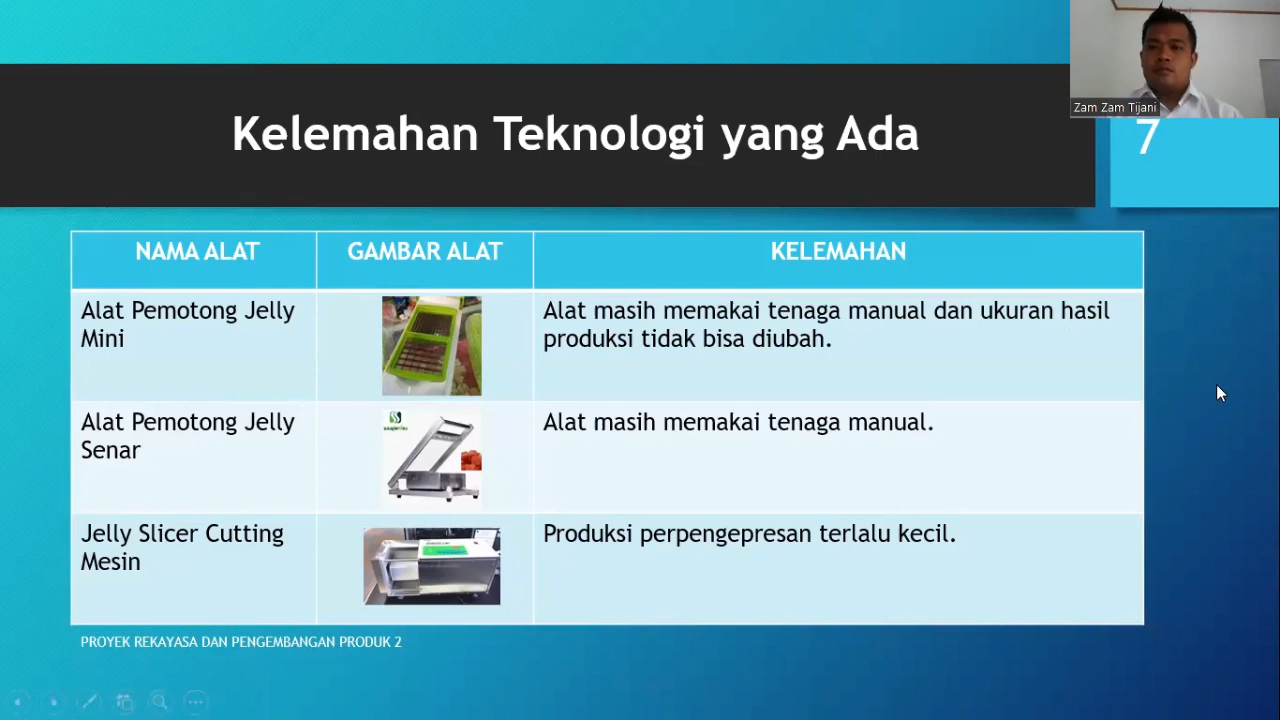 Zam Zam Tijani
Kelemahan Teknologi yang Ada
7
NAMA ALAT
GAMBAR ALAT
KELEMAHAN
Alat Pemotong Jelly
Mini
Alat masih memakai tenaga manual dan ukuran hasil
produksi tidak bisa diubah.
Alat Pemotong Jelly
Senar
Alat masih memakai tenaga manual.
Jelly Slicer Cutting
Mesin
Produksi perpengepresan terlalu kecil.
PROYEK REKAYASA DAN PENGEMBANGAN PRODUK 2